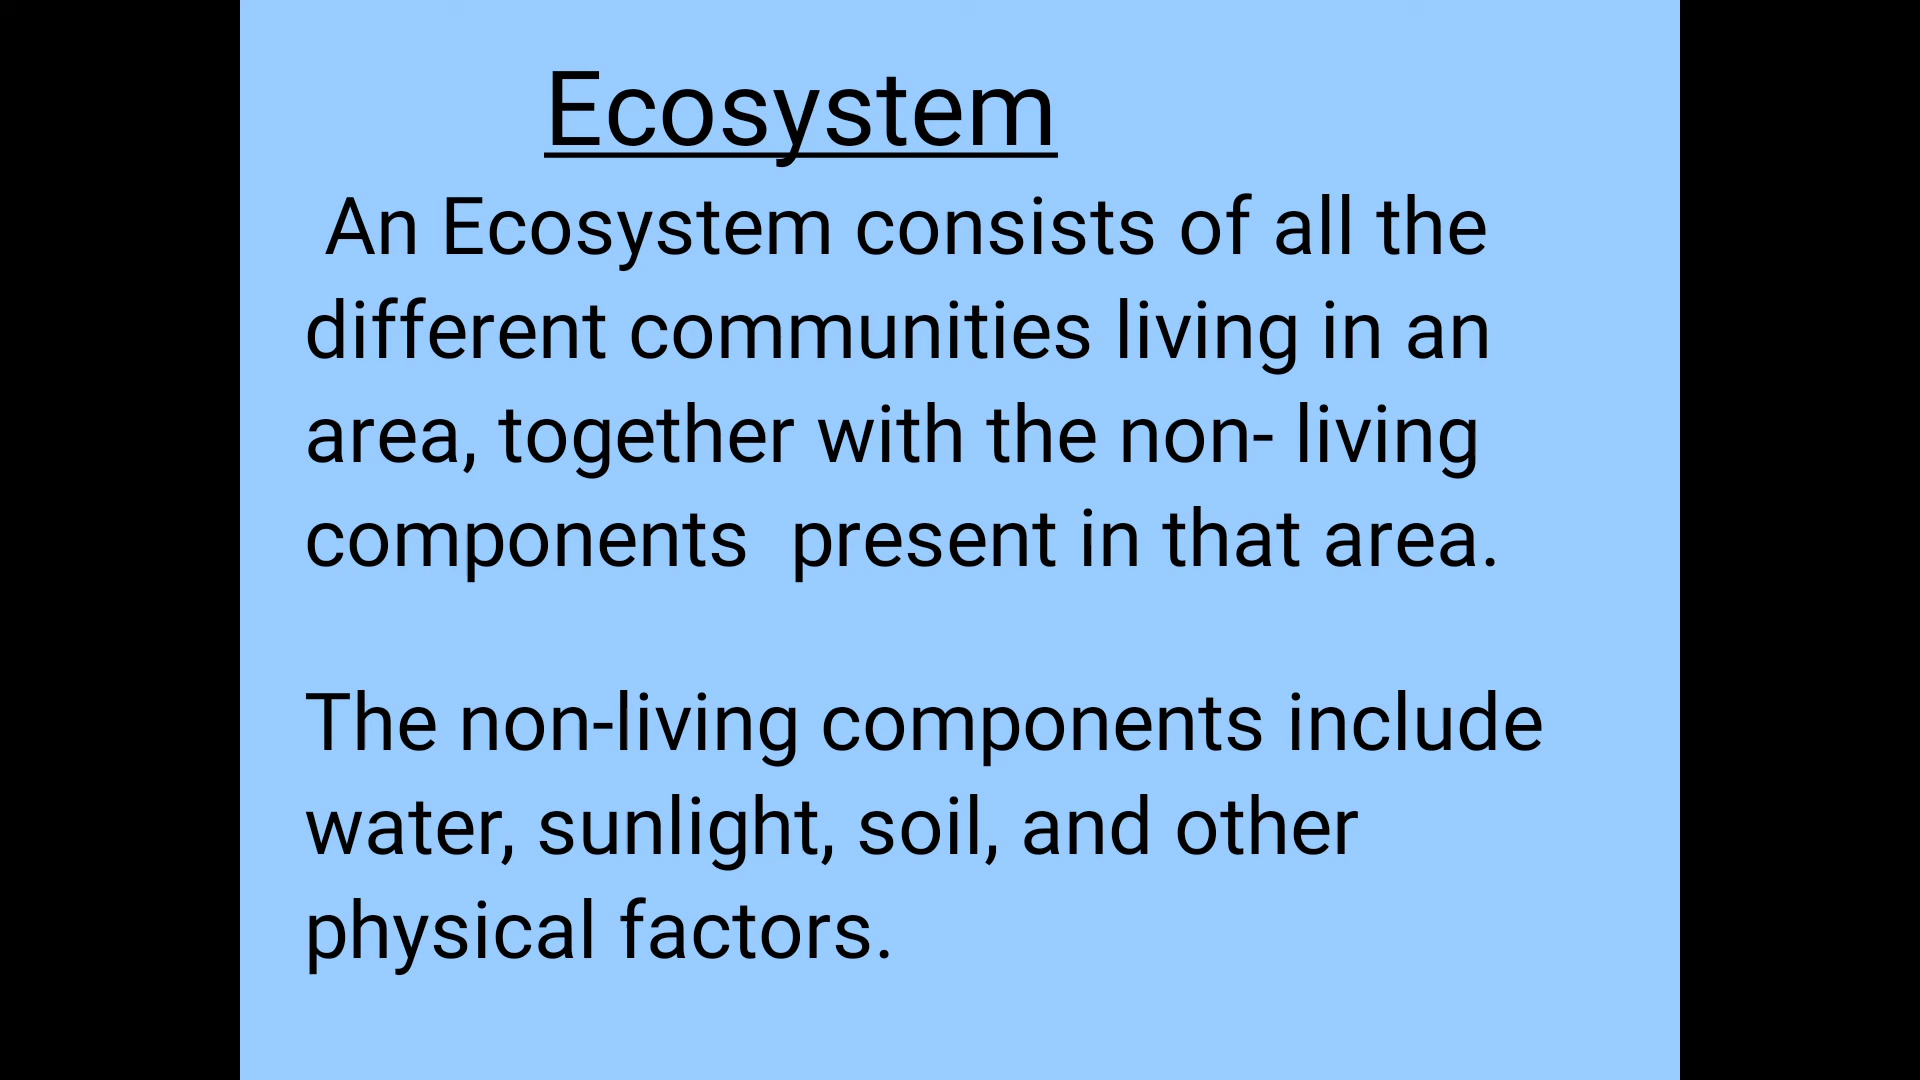 Ecosystem
An Ecosystem consists of all the
different communities living in an
area, together with the non- living
components  present in that area.
The non-living components include
water, sunlight, soil, and other
physical factors.